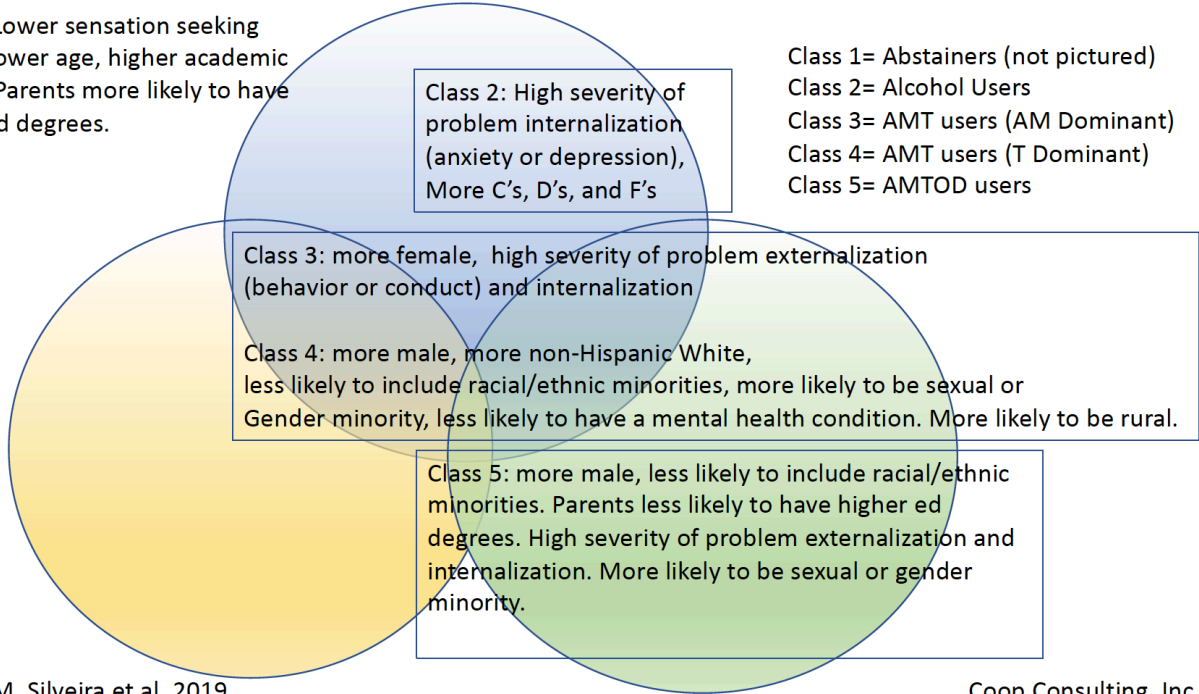 Lower sensation seeking
ower age, higher academic
Parents more likely to have
d degrees.
Class 1= Abstainers (not pictured)
Class 2= Alcohol Users
Class 3= AMT users (AM Dominant)
Class 4= AMT users (T Dominant)
Class 5= AMTOD users
Class 2: High severity of
problem internalization
(anxiety or depression),
More C’s, D’s, and F’s
Class 3: more female,  high severity of problem externalization
(behavior or conduct) and internalization
Class 4: more male, more non-Hispanic White,
less likely to include racial/ethnic minorities, more likely to be sexual or
Gender minority, less likely to have a mental health condition. More likely to be rural.
Class 5: more male, less likely to include racial/ethnic
minorities. Parents less likely to have higher ed
degrees. High severity of problem externalization and
internalization. More likely to be sexual or gender
minority.
M. Silveira et al. 2019
Coop Consulting, Inc